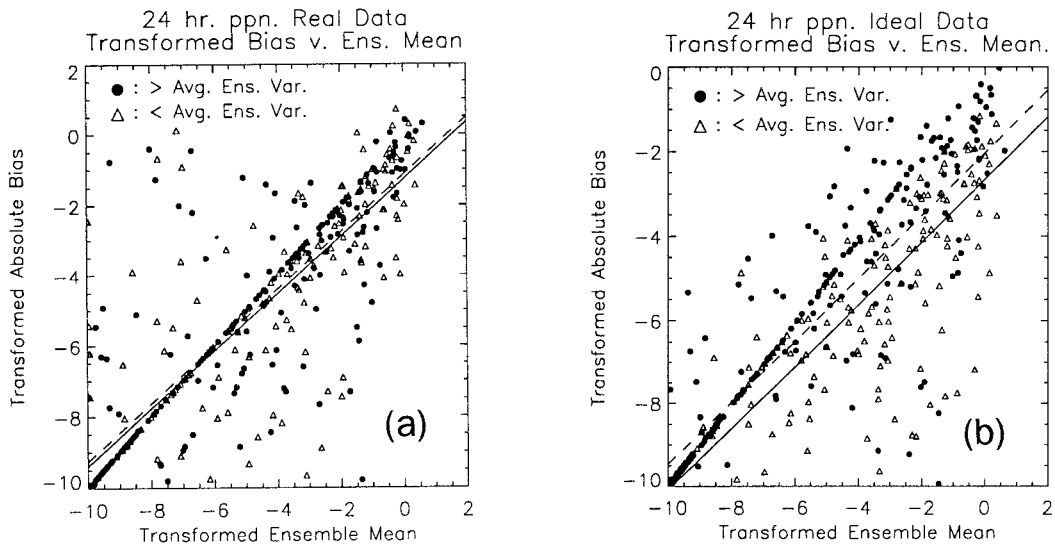 24 hr. ppn. Real Data
Transformed Bias v. Ens. Mean
● : > Avg. Ens. Var.
△ : < Avg. Ens. Var.
2
0
−2
−4
−6
−8
−10
Transformed Absolute Bias
(a)
−10 −8 −6 −4 −2 0 2
Transformed Ensemble Mean
24 hr. ppn. Ideal Data
Transformed Bias v. Ens. Mean.
● : > Avg. Ens. Var.
△ : < Avg. Ens. Var.
0
−2
−4
−6
−8
−10
Transformed Absolute Bias
(b)
−10 −8 −6 −4 −2 0 2
Transformed Ensemble Mean